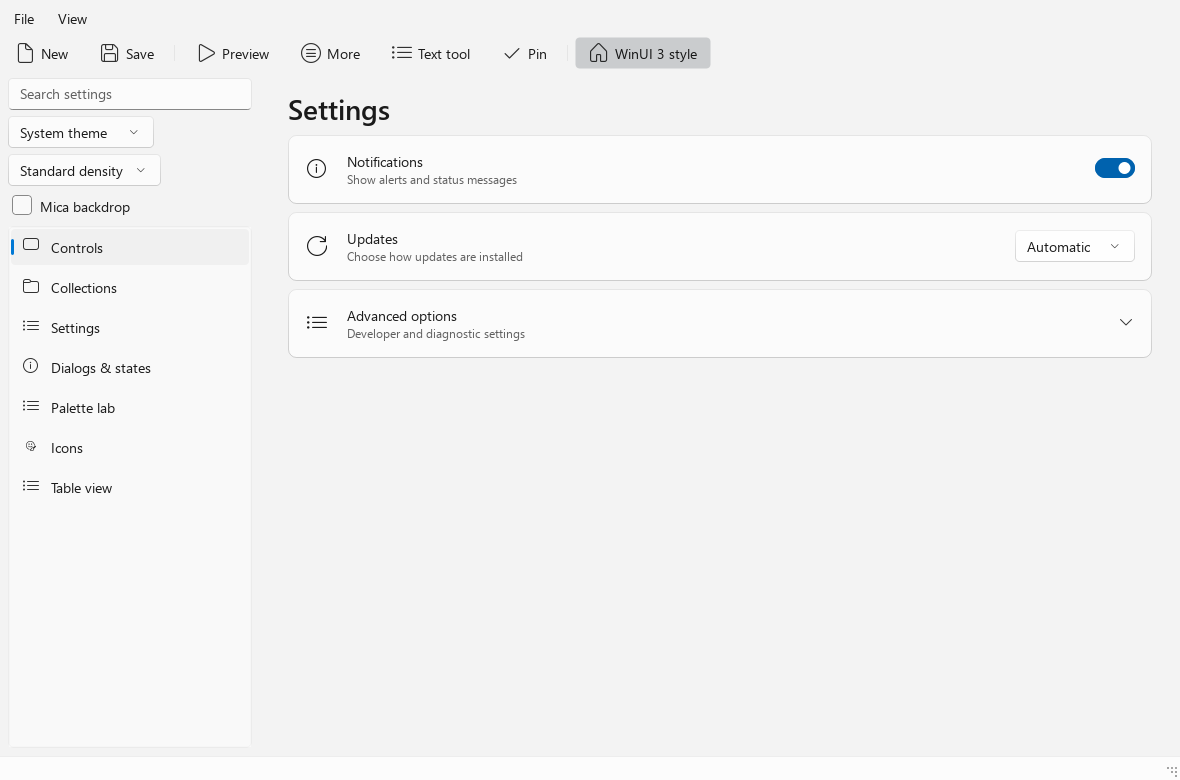 File View
New Save Preview More Text tool Pin WinUI 3 style
Search settings
System theme
Standard density
Mica backdrop
Controls
Collections
Settings
Dialogs & states
Palette lab
Icons
Table view
Settings
Notifications
Show alerts and status messages
Updates
Choose how updates are installed
Automatic
Advanced options
Developer and diagnostic settings